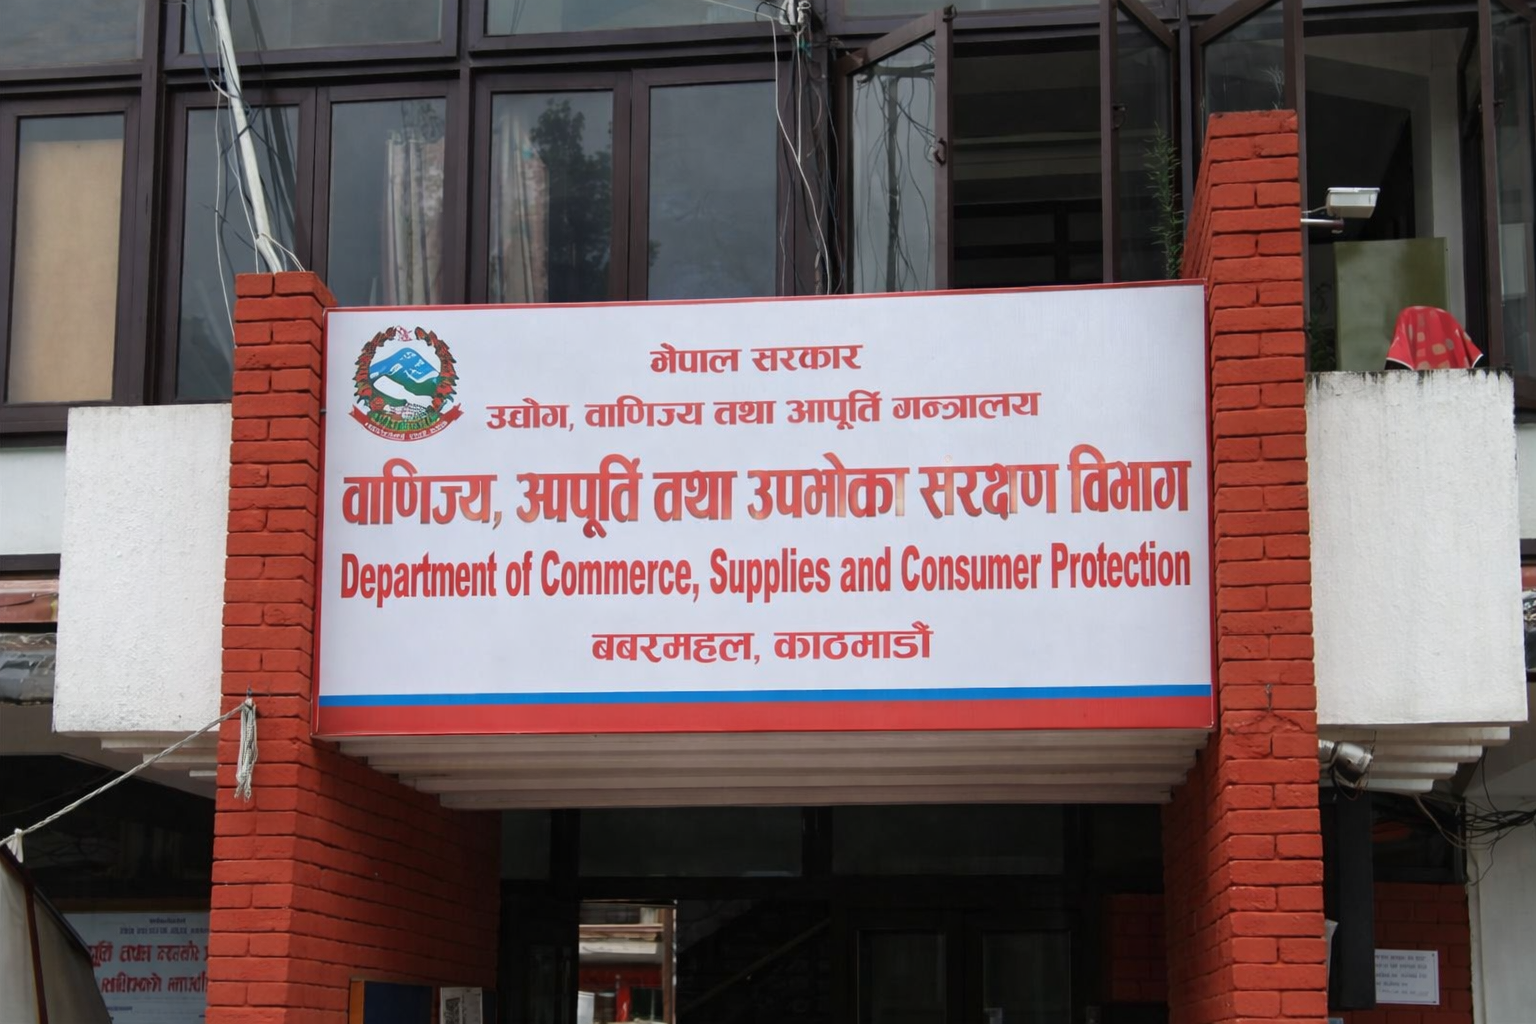 नेपाल सरकार
उद्योग, वाणिज्य तथा आपूर्ति मन्त्रालय
वाणिज्य, आपूर्ति तथा उपभोक्ता संरक्षण विभाग
Department of Commerce, Supplies and Consumer Protection
बबरमहल, काठमाडौं